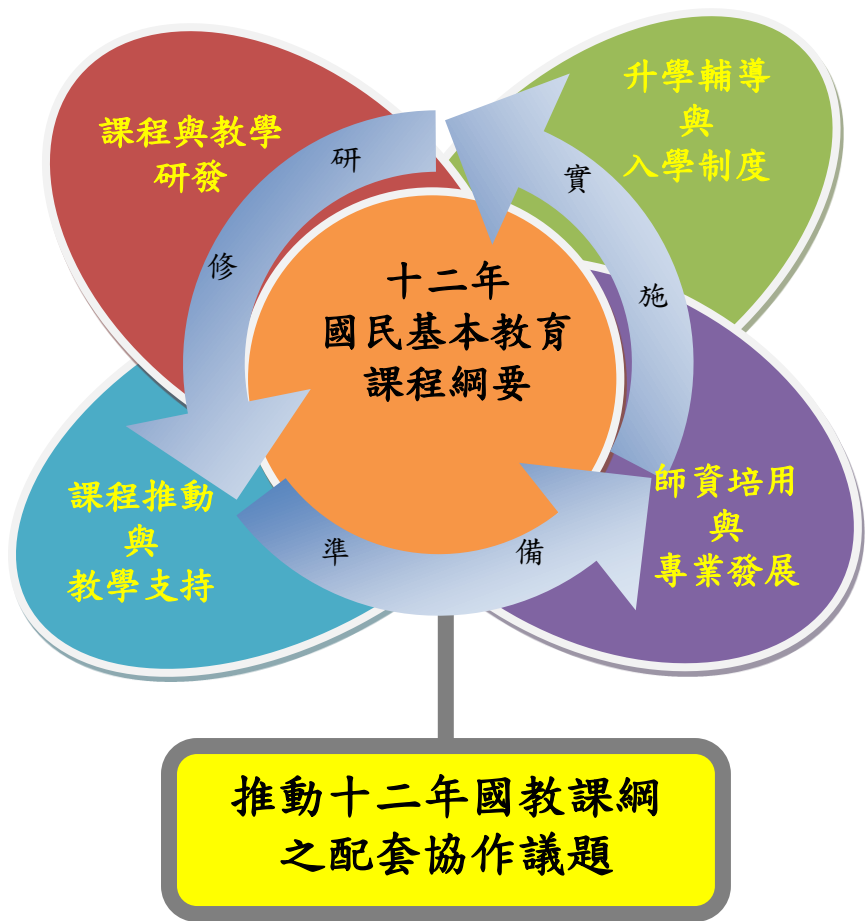 課程與教學
研發
升學輔導
與
入學制度
研
修
實
施
十二年
國民基本教育
課程綱要
課程推動
與
教學支持
師資培用
與
專業發展
準
備
推動十二年國教課綱
之配套協作議題